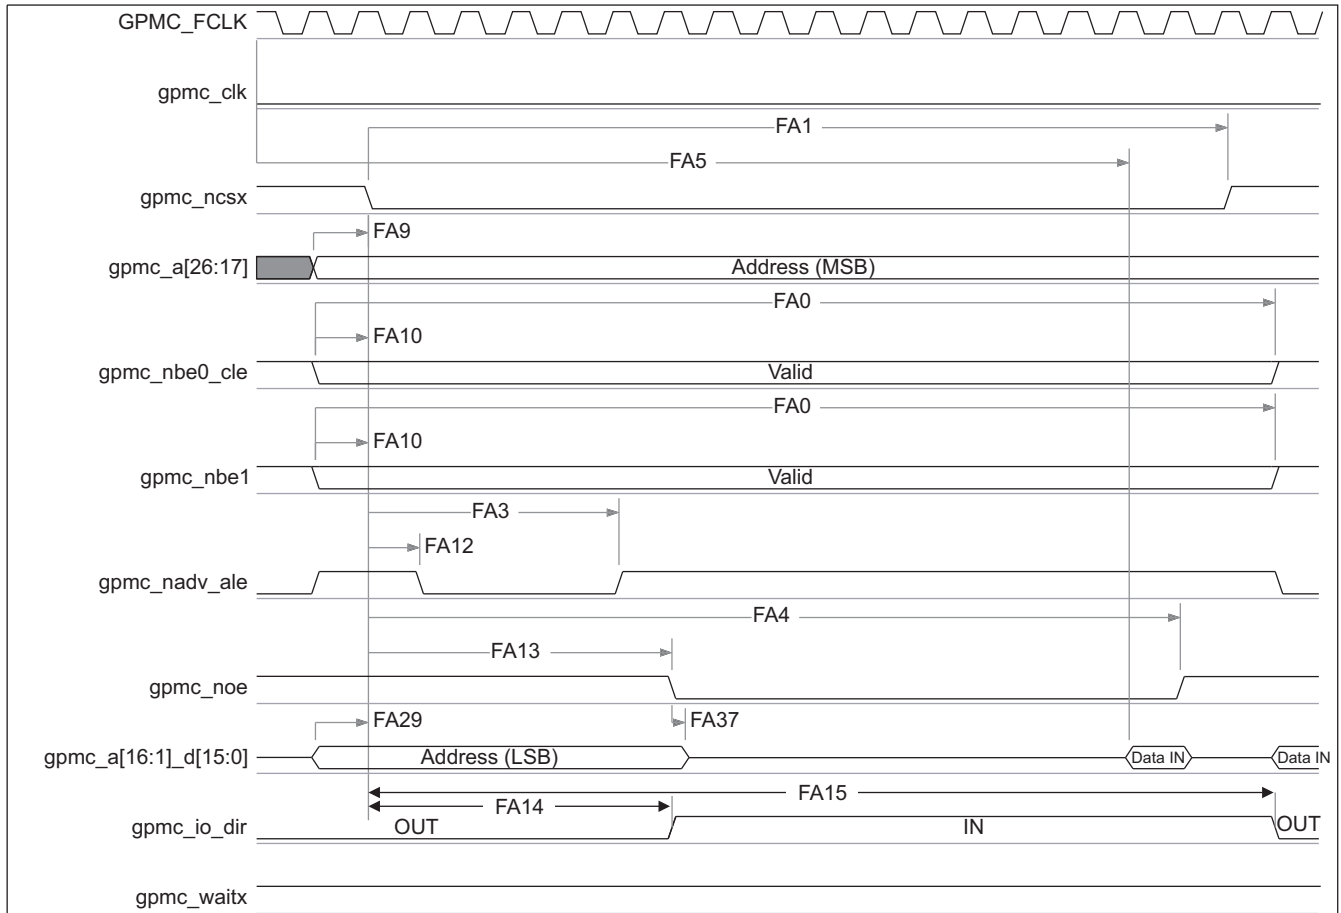 GPMC_FCLK
gpmc_clk
FA1
FA5
gpmc_ncsx
FA9
gpmc_a[26:17] Address (MSB)
FA0
FA10
gpmc_nbe0_cle Valid
FA0
FA10
gpmc_nbe1 Valid
FA3
FA12
gpmc_nadv_ale
FA4
FA13
gpmc_noe
FA29 FA37
gpmc_a[16:1]_d[15:0] Address (LSB) Data IN Data IN
FA15
FA14
gpmc_io_dir OUT IN OUT
gpmc_waitx